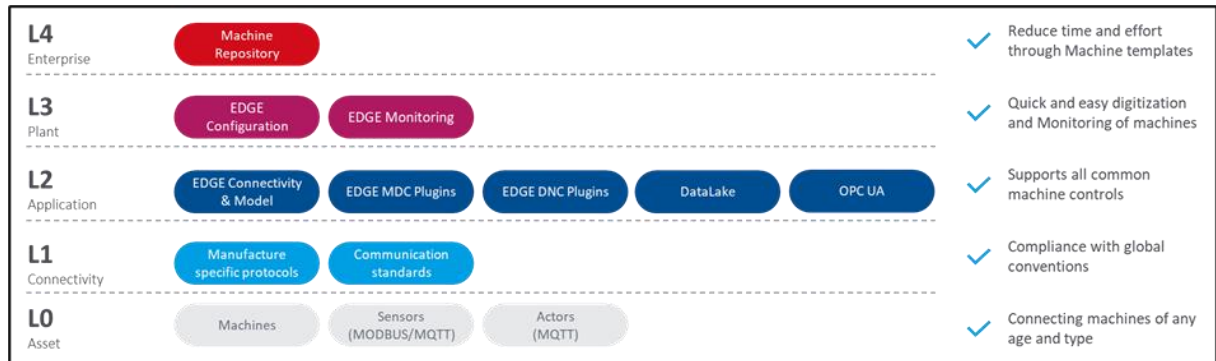 L4
Enterprise
Machine
Repository
Reduce time and effort
through Machine templates
L3
Plant
EDGE
Configuration
EDGE Monitoring
Quick and easy digitization
and Monitoring of machines
L2
Application
EDGE Connectivity
& Model
EDGE MDC Plugins
EDGE DNC Plugins
DataLake
OPC UA
Supports all common
machine controls
L1
Connectivity
Manufacture
specific protocols
Communication
standards
Compliance with global
conventions
L0
Asset
Machines
Sensors
(MODBUS/MQTT)
Actors
(MQTT)
Connecting machines of any
age and type